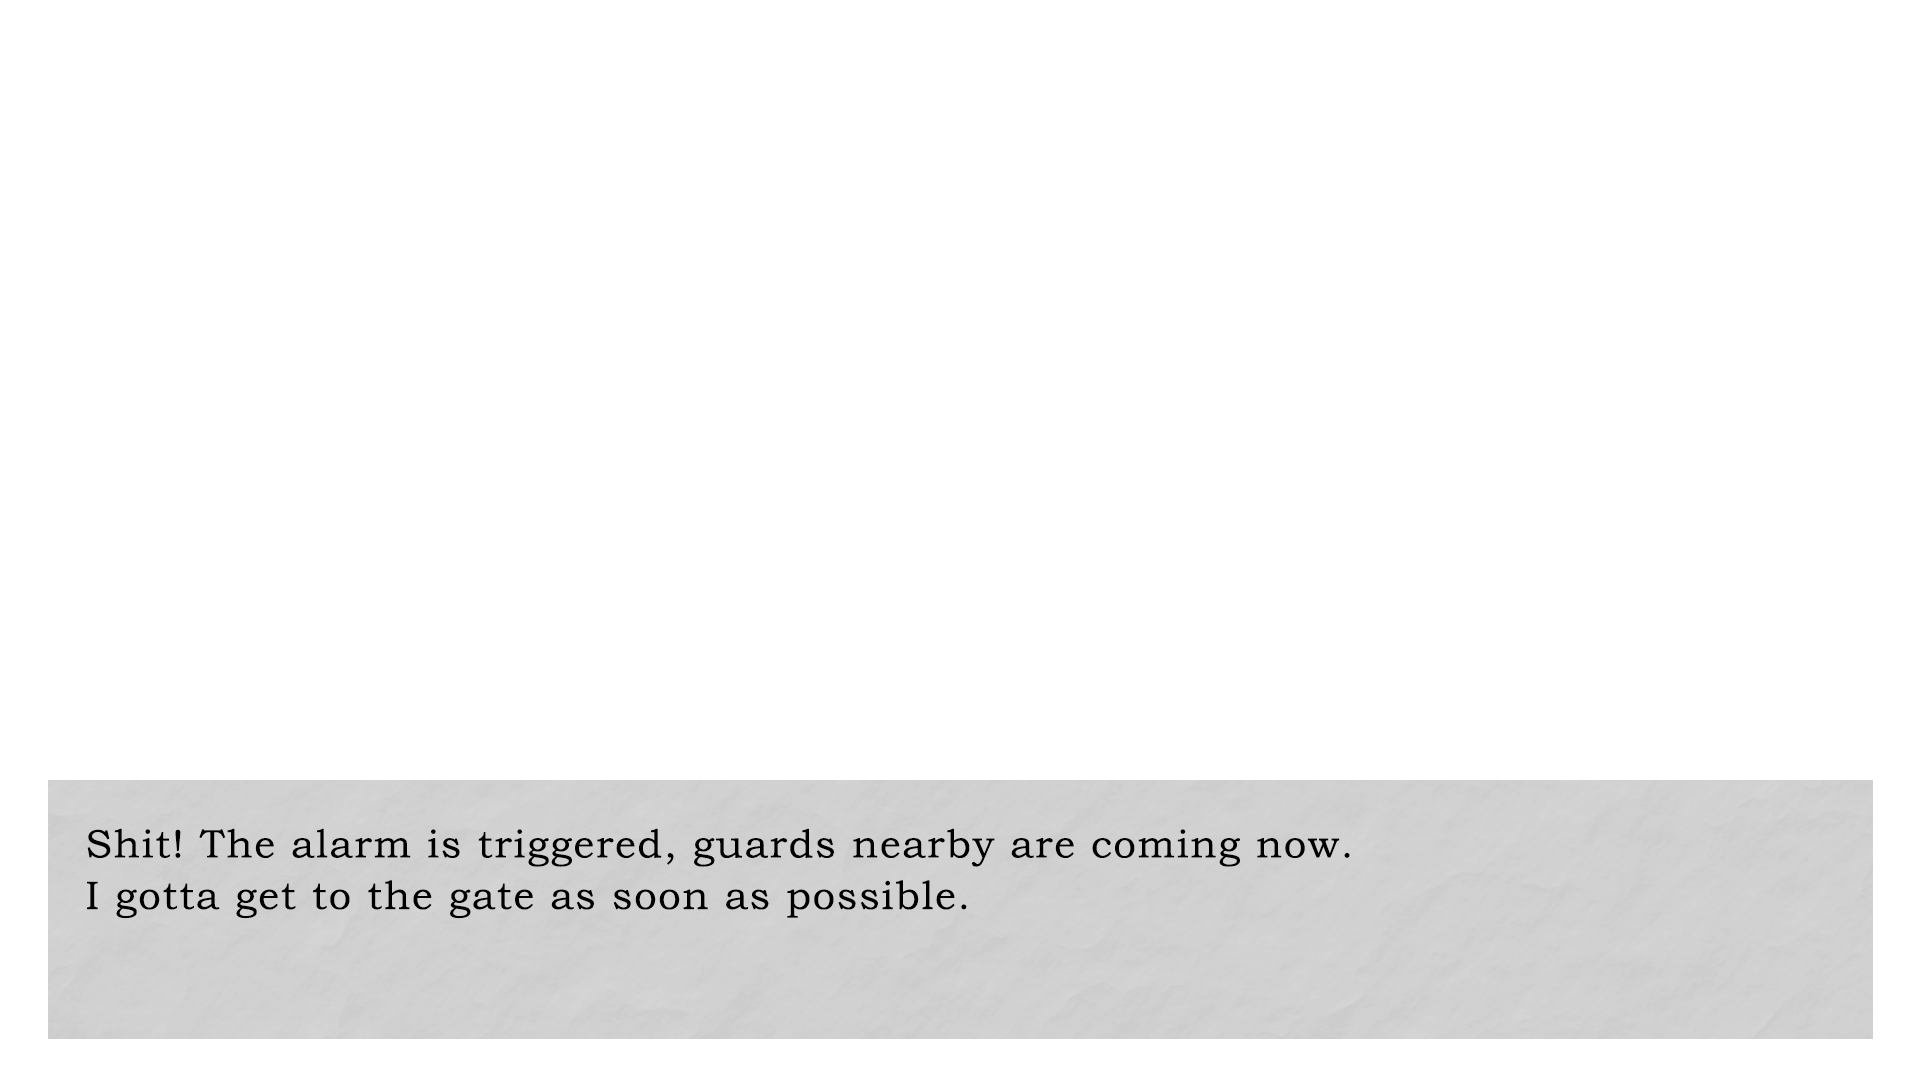 Shit! The alarm is triggered, guards nearby are coming now.
I gotta get to the gate as soon as possible.